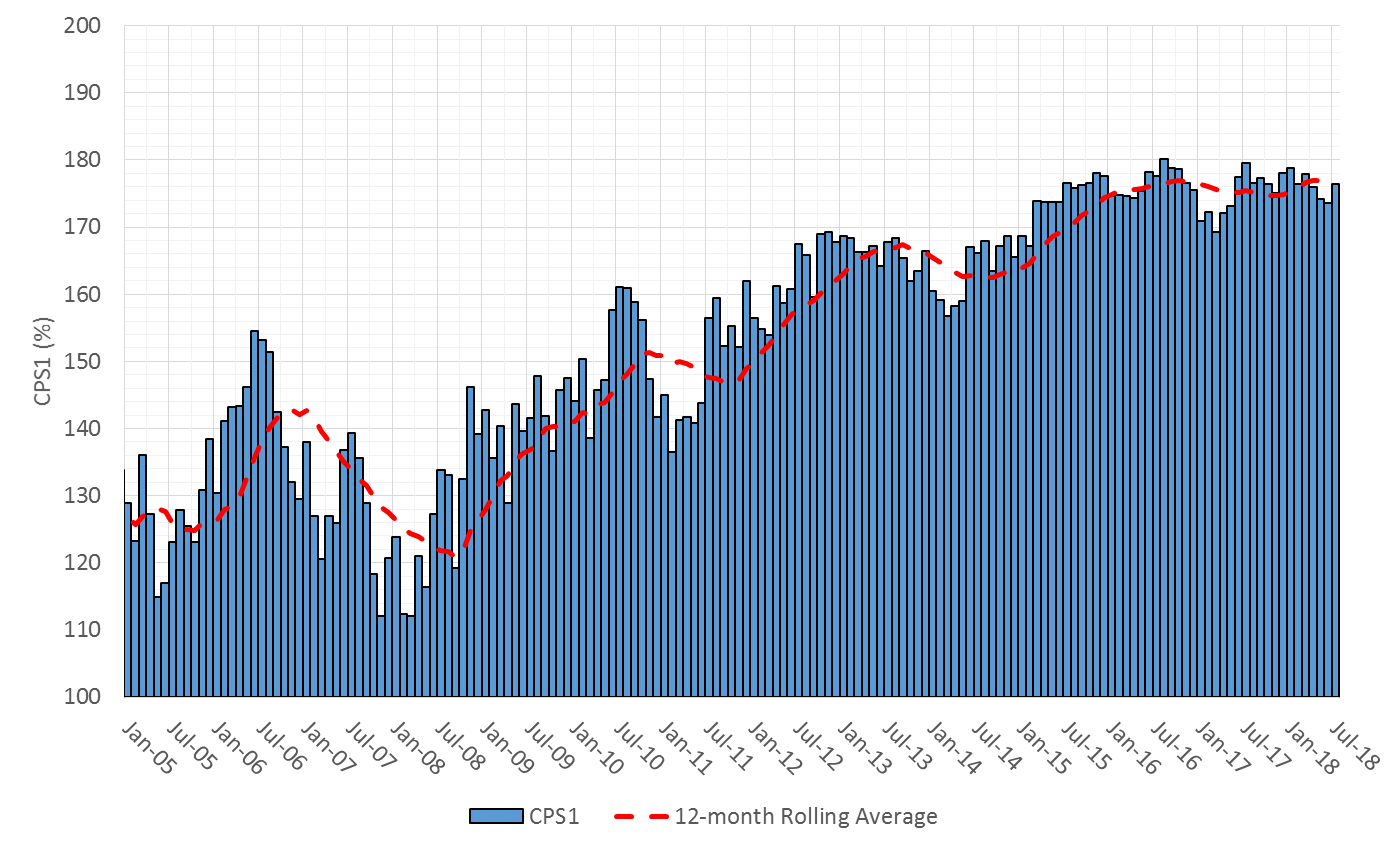 200
190
180
170
160
150
140
130
120
110
100
CPS1 (%)
Jan-05
Jul-05
Jan-06
Jul-06
Jan-07
Jul-07
Jan-08
Jul-08
Jan-09
Jul-09
Jan-10
Jul-10
Jan-11
Jul-11
Jan-12
Jul-12
Jan-13
Jul-13
Jan-14
Jul-14
Jan-15
Jul-15
Jan-16
Jul-16
Jan-17
Jul-17
Jan-18
Jul-18
CPS1
12-month Rolling Average